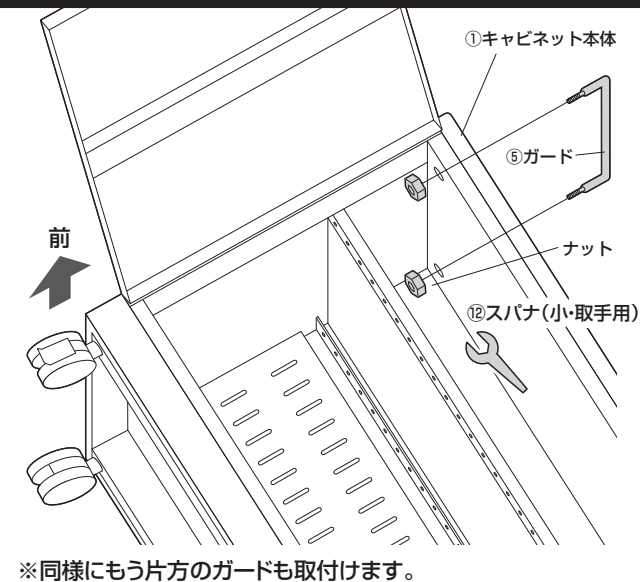 ①キャビネット本体
⑤ガード
前
ナット
⑫スパナ(小・取手用)
※同様にもう片方のガードも取付けます。